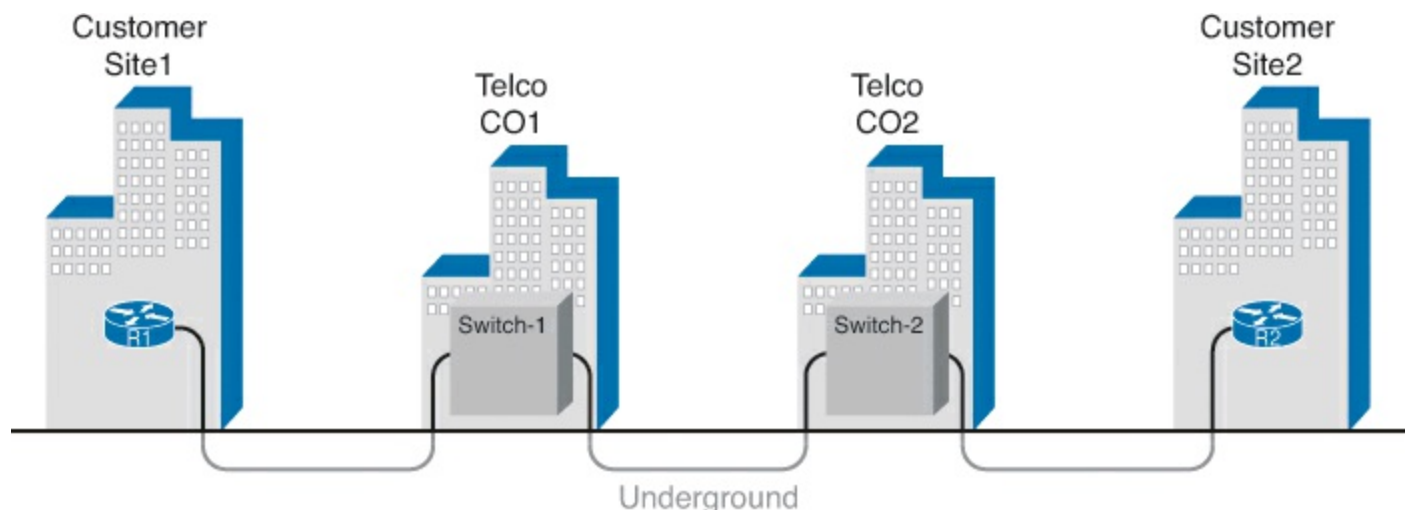 Customer
Site1
Telco
CO1
Telco
CO2
Customer
Site2
R1
Switch-1
Switch-2
R2
Underground